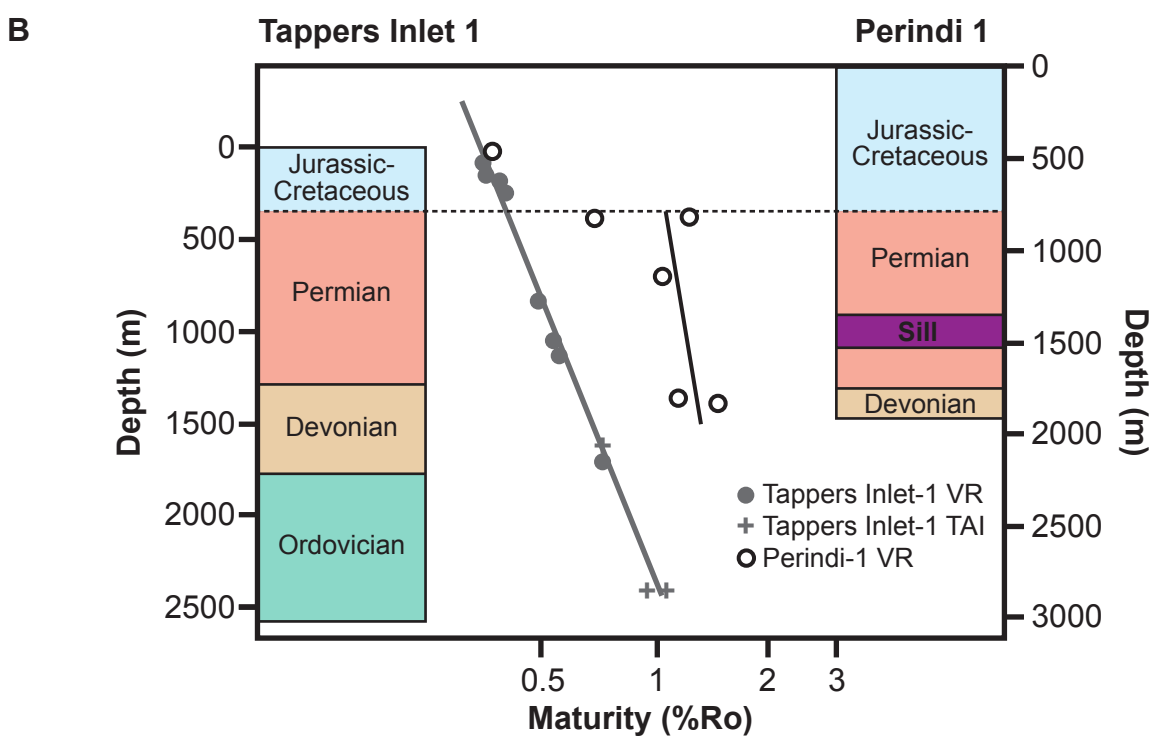 B
Tappers Inlet 1
Perindi 1
0
500
1000
1500
2000
2500
Depth (m)
Jurassic-
Cretaceous
Permian
Devonian
Ordovician
Jurassic-
Cretaceous
Permian
Sill
Devonian
0
500
1000
1500
2000
2500
3000
Depth (m)
Tappers Inlet-1 VR
Tappers Inlet-1 TAI
Perindi-1 VR
0.5 1 2 3
Maturity (%Ro)